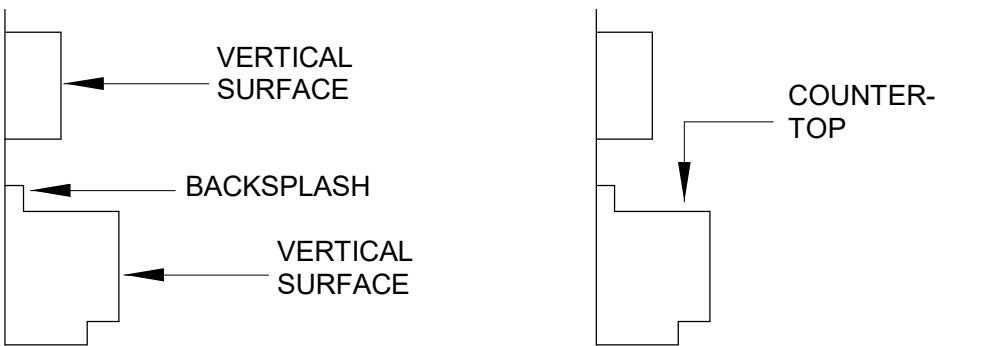 VERTICAL
SURFACE
BACKSPLASH
VERTICAL
SURFACE
COUNTER-
TOP